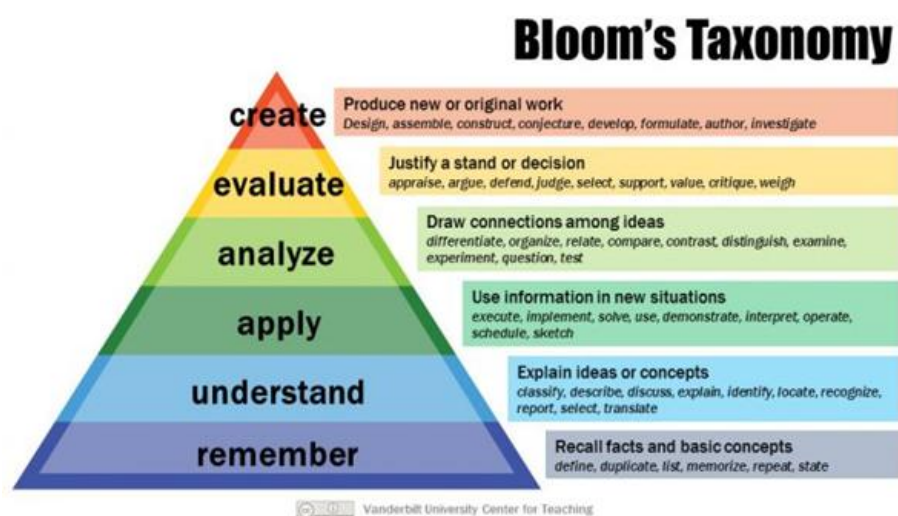 Bloom's Taxonomy
create
Produce new or original work
Design, assemble, construct, conjecture, develop, formulate, author, investigate
evaluate
Justify a stand or decision
appraise, argue, defend, judge, select, support, value, critique, weigh
analyze
Draw connections among ideas
differentiate, organize, relate, compare, contrast, distinguish, examine,
experiment, question, test
apply
Use information in new situations
execute, implement, solve, use, demonstrate, interpret, operate,
schedule, sketch
understand
Explain ideas or concepts
classify, describe, discuss, explain, identify, locate, recognize,
report, select, translate
remember
Recall facts and basic concepts
define, duplicate, list, memorize, repeat, state
Vanderbilt University Center for Teaching